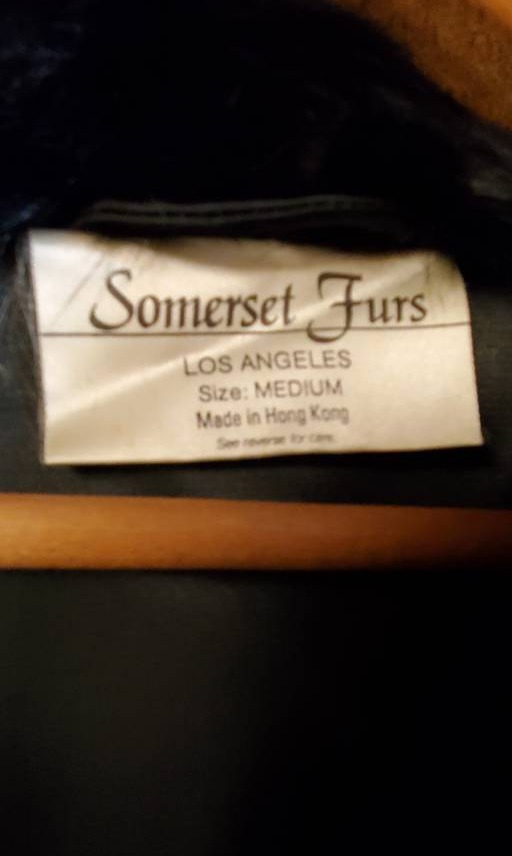 Somerset Furs
LOS ANGELES
Size: MEDIUM
Made in Hong Kong
See reverse for care.